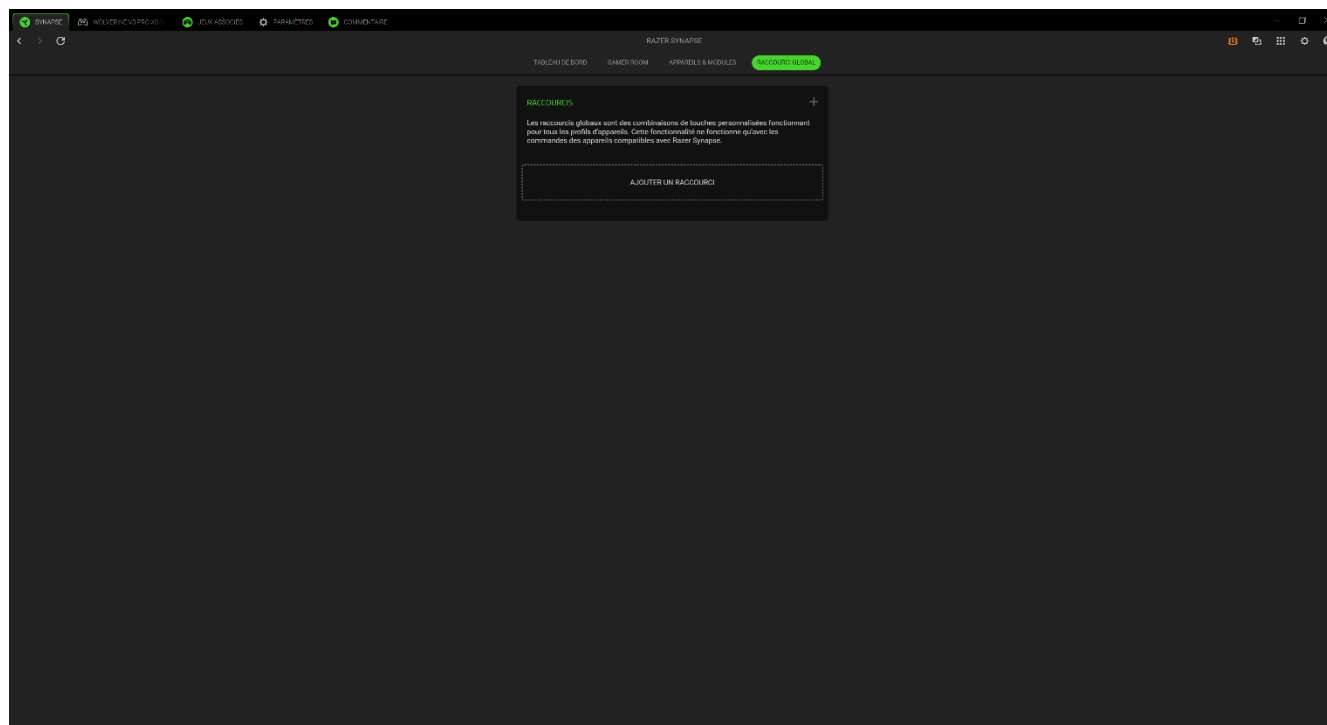 SYNAPSE
WOLVERINE V3 PRO XBO
JEUX ASSOCIÉS
PARAMÈTRES
COMMENTAIRE
RAZER SYNAPSE
TABLEAU DE BORD
GAMER ROOM
APPAREILS & MODULES
RACCOURCI GLOBAL
RACCOURCIS
Les raccourcis globaux sont des combinaisons de touches personnalisées fonctionnant
pour tous les profils d'appareils. Cette fonctionnalité ne fonctionne qu'avec les
commandes des appareils compatibles avec Razer Synapse.
AJOUTER UN RACCOURCI